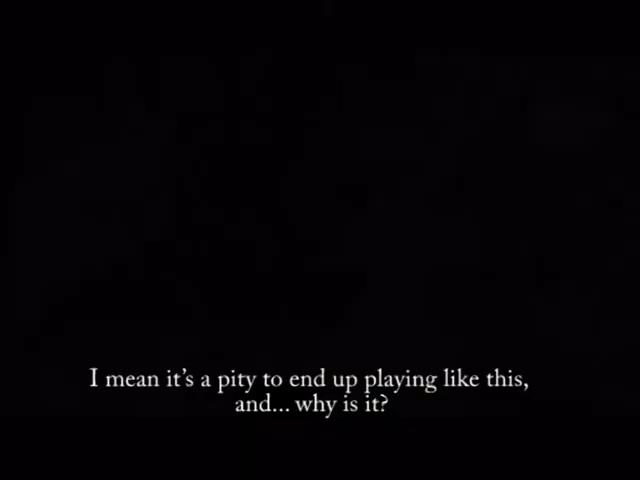 I mean it's a pity to end up playing like this,
and... why is it?